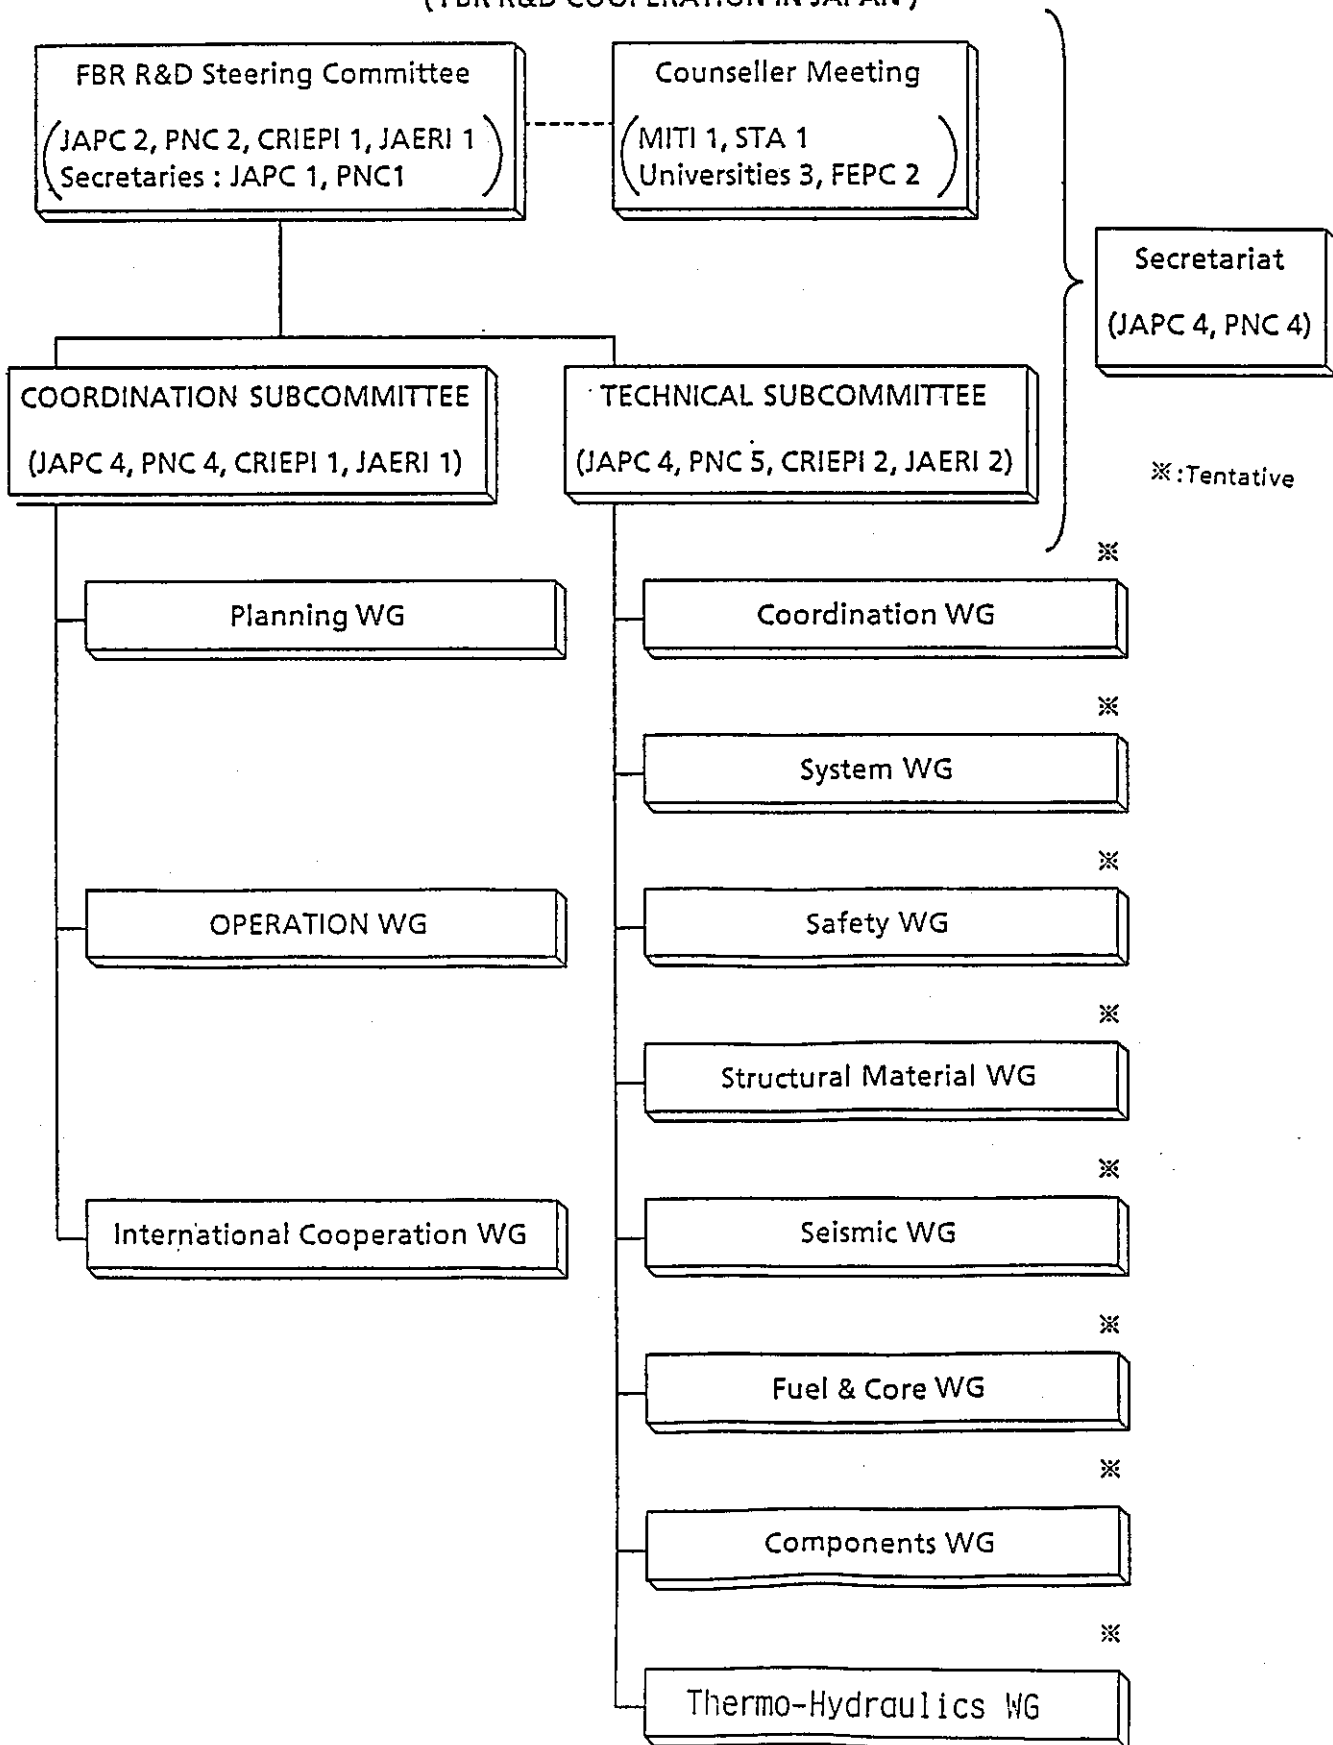 ( FBR R&D COOPERATION IN JAPAN )
FBR R&D Steering Committee
(JAPC 2, PNC 2, CRIEPI 1, JAERI 1
Secretaries : JAPC 1, PNC1)
Counseller Meeting
(MITI 1, STA 1
Universities 3, FEPC 2)
Secretariat
(JAPC 4, PNC 4)
COORDINATION SUBCOMMITTEE
(JAPC 4, PNC 4, CRIEPI 1, JAERI 1)
TECHNICAL SUBCOMMITTEE
(JAPC 4, PNC 5, CRIEPI 2, JAERI 2)
※:Tentative
Planning WG
OPERATION WG
International Cooperation WG
※
Coordination WG
※
System WG
※
Safety WG
※
Structural Material WG
※
Seismic WG
※
Fuel & Core WG
※
Components WG
※
Thermo-Hydraulics WG